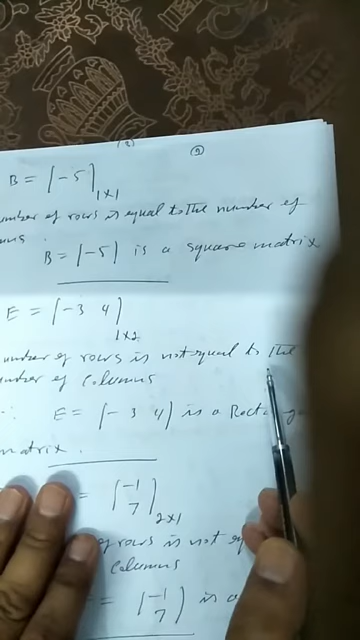 ②
B = [-5] 1×1
number of rows is equal to the number of
B = [-5] is a square matrix
E = [-3 4] 1×2
number of rows is not equal to the
number of columns
∴ E = [-3 4] is a
matrix.
= [-1 7] 2×1
of rows is not
columns
= [-1 7] is a